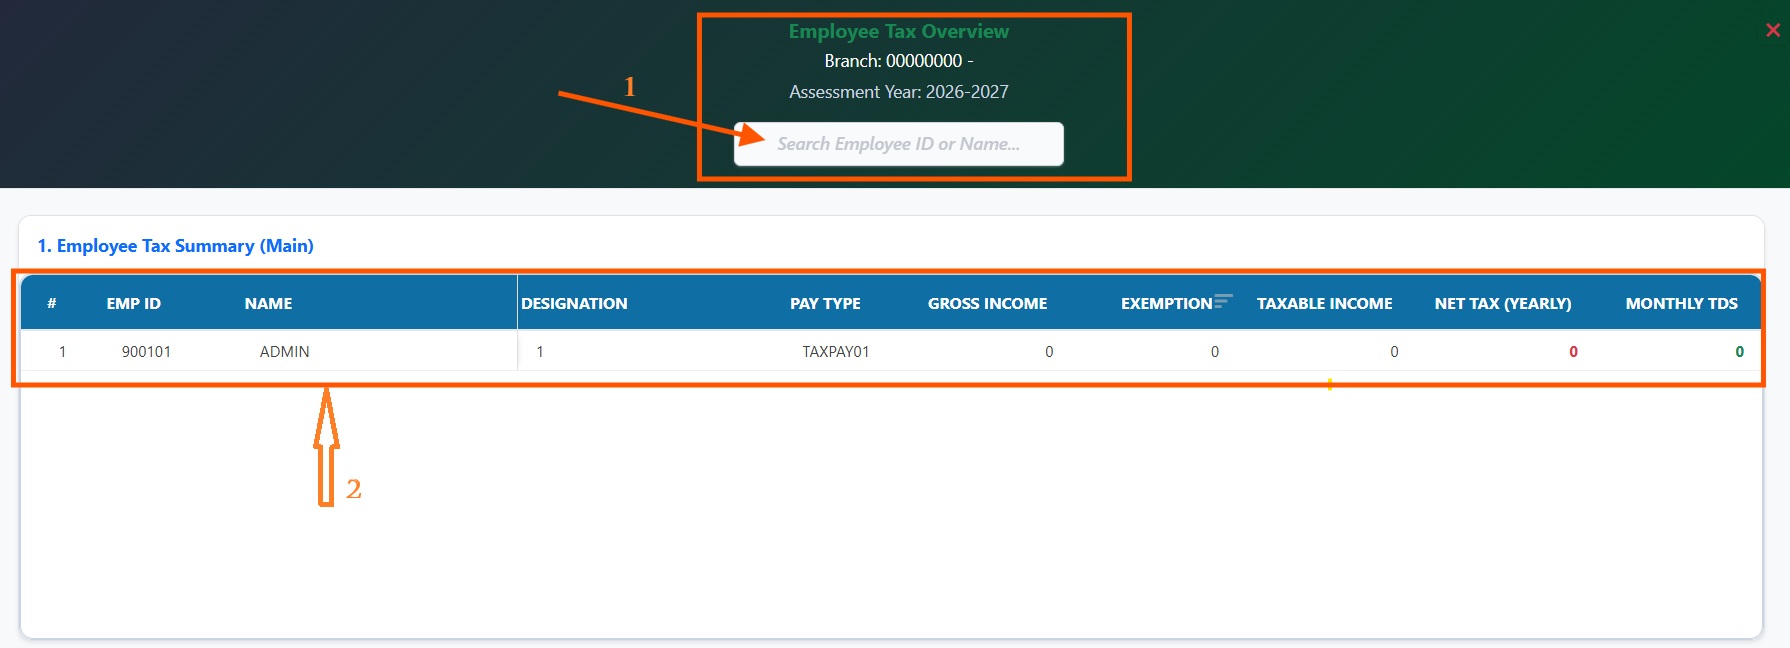 Employee Tax Overview
Branch: 00000000 -
1
Assessment Year: 2026-2027
Search Employee ID or Name...
1. Employee Tax Summary (Main)
# EMP ID NAME DESIGNATION PAY TYPE GROSS INCOME EXEMPTION TAXABLE INCOME NET TAX (YEARLY) MONTHLY TDS
1 900101 ADMIN 1 TAXPAY01 0 0 0 0 0
2